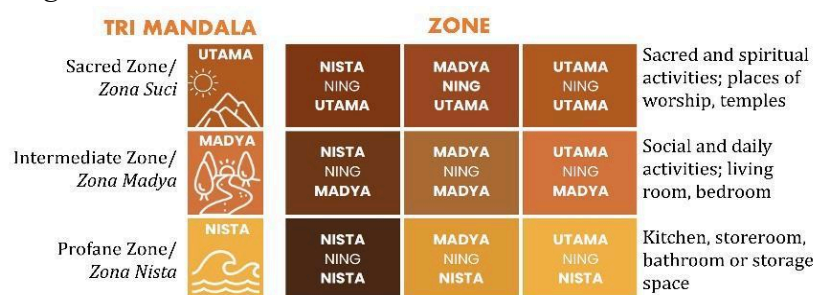 TRI MANDALA
ZONE
Sacred Zone/
Zona Suci
UTAMA
NISTA
NING
UTAMA
MADYA
NING
UTAMA
UTAMA
NING
UTAMA
Sacred and spiritual
activities; places of
worship, temples
Intermediate Zone/
Zona Madya
MADYA
NISTA
NING
MADYA
MADYA
NING
MADYA
UTAMA
NING
MADYA
Social and daily
activities; living
room, bedroom
Profane Zone/
Zona Nista
NISTA
NISTA
NING
NISTA
MADYA
NING
NISTA
UTAMA
NING
NISTA
Kitchen, storeroom,
bathroom or storage
space